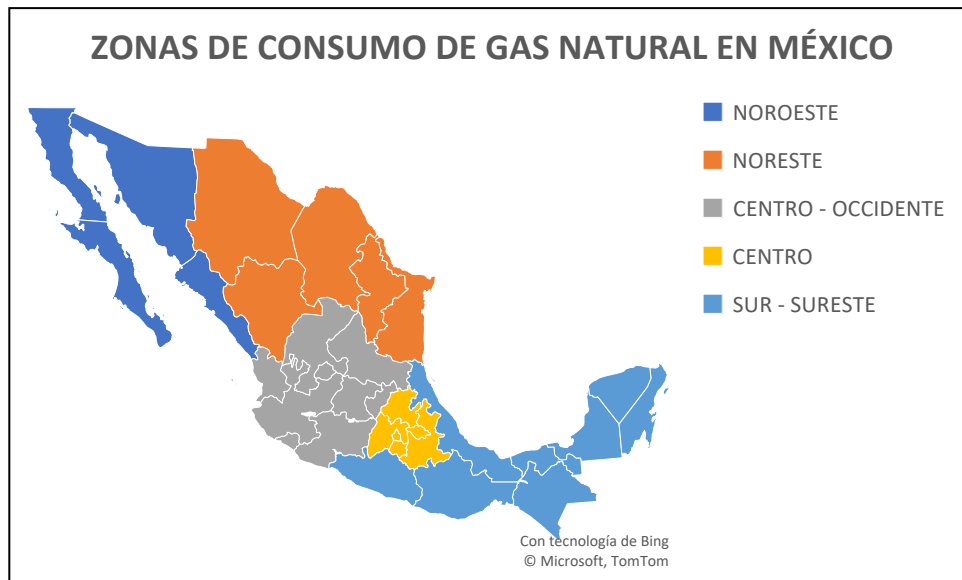 ZONAS DE CONSUMO DE GAS NATURAL EN MÉXICO
NOROESTE
NORESTE
CENTRO - OCCIDENTE
CENTRO
SUR - SURESTE
Con tecnología de Bing
© Microsoft, TomTom